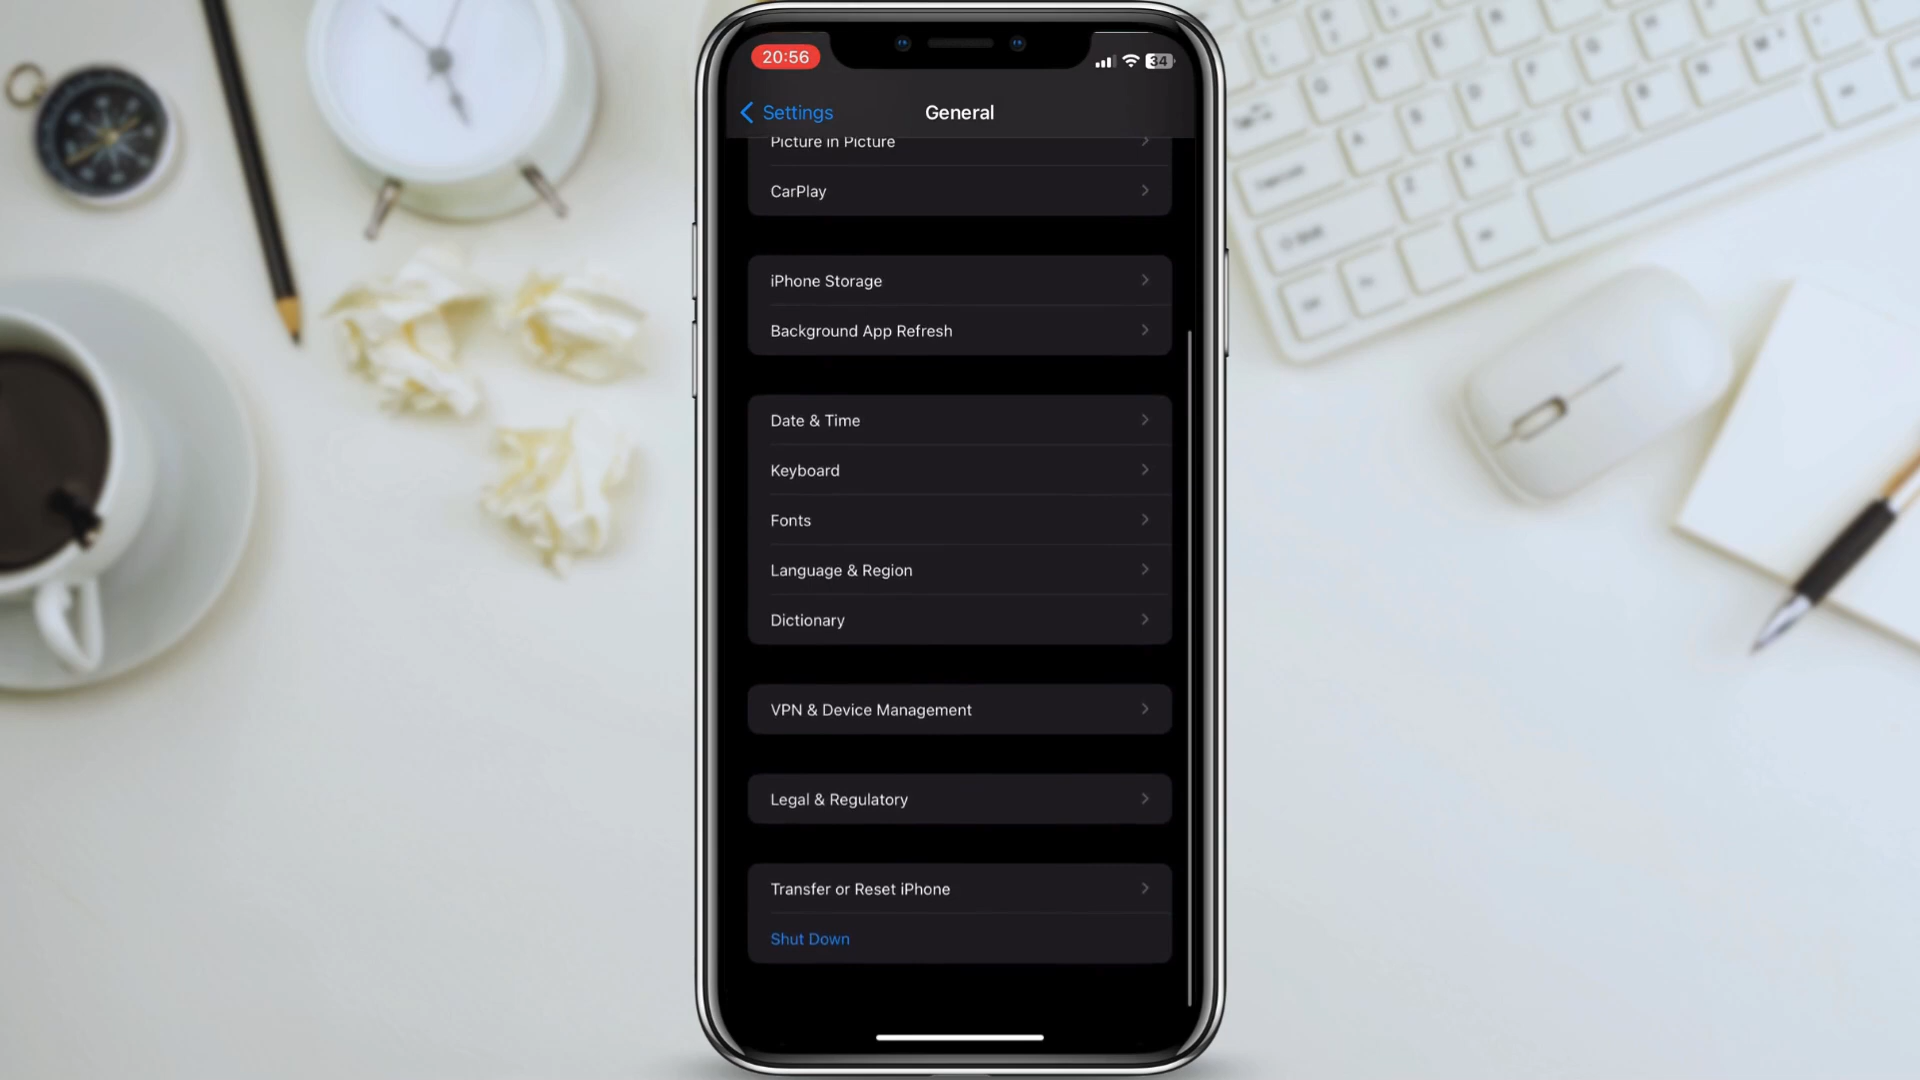 20:56
34
Settings
General
Picture in Picture
CarPlay
iPhone Storage
Background App Refresh
Date & Time
Keyboard
Fonts
Language & Region
Dictionary
VPN & Device Management
Legal & Regulatory
Transfer or Reset iPhone
Shut Down